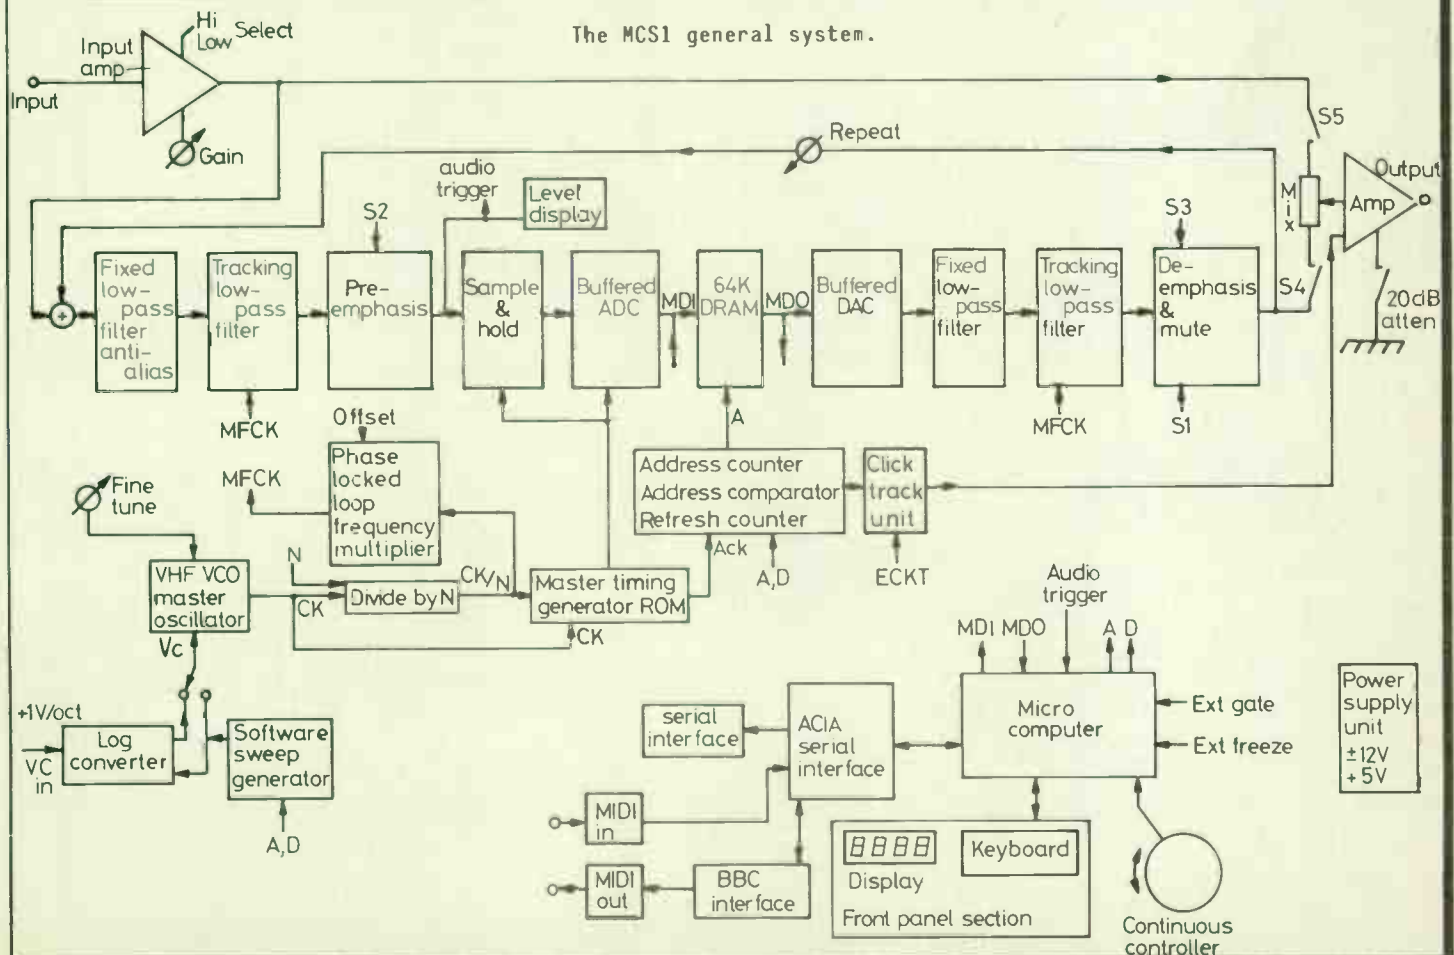 The MCS1 general system.
Hi
Low
Select
Input
amp
Input
Gain
Repeat
S5
Output
Mix
Amp
20dB
atten
S4
audio
trigger
Level
display
S2
S3
Fixed
low-
pass
filter
anti-
alias
Tracking
low-
pass
filter
Pre-
emphasis
Sample
&
hold
Buffered
ADC
MDI
64K
DRAM
MDO
Buffered
DAC
Fixed
low-
pass
filter
Tracking
low-
pass
filter
De-
emphasis
&
mute
+
MFCK
A
MFCK
S1
Offset
MFCK
Phase
locked
loop
frequency
multiplier
Fine
tune
Address counter
Address comparator
Refresh counter
Click
track
unit
Ack
A,D
ECKT
VHF VCO
master
oscillator
N
CK
Divide by N
CK/N
Master timing
generator ROM
CK
Vc
Audio
trigger
MDI MDO
A D
+1V/oct
VC
in
Log
converter
Software
sweep
generator
A,D
serial
interface
ACIA
serial
interface
Micro
computer
Ext gate
Ext freeze
Power
supply
unit
±12V
+5V
MIDI
in
MIDI
out
BBC
interface
8888
Display
Keyboard
Front panel section
Continuous
controller